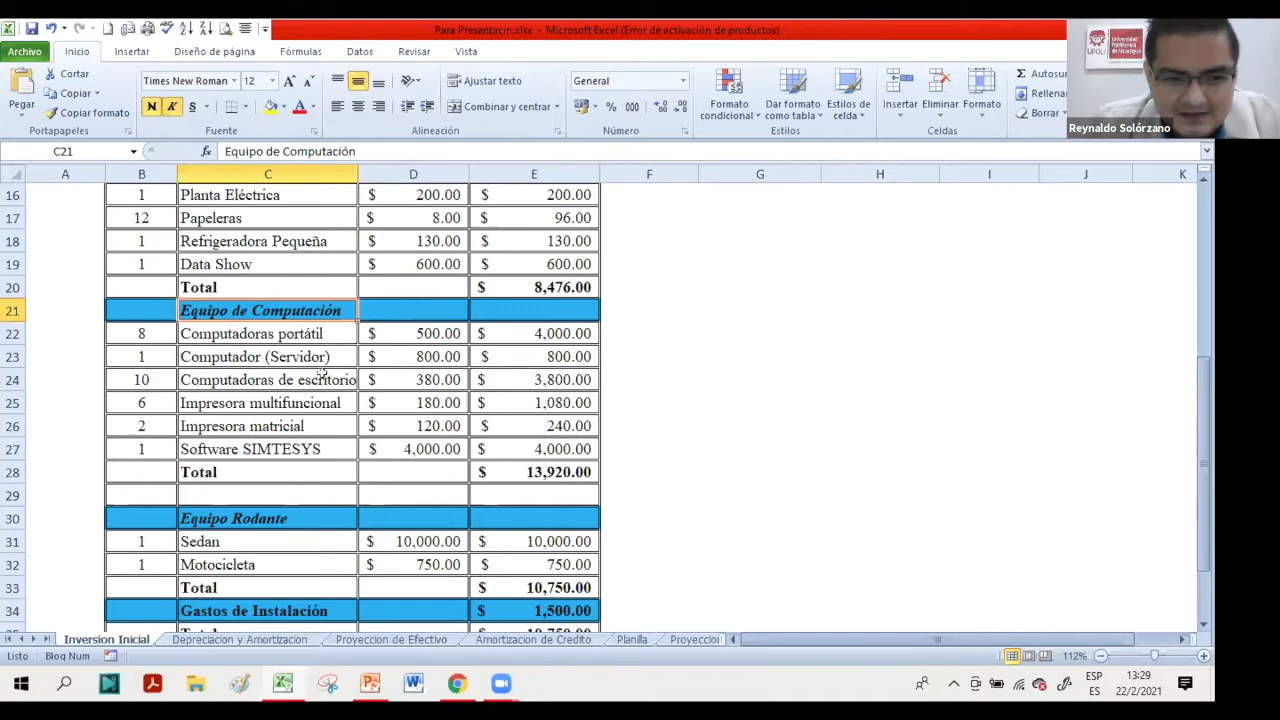 Para Presentacin.xlsx - Microsoft Excel (Error de activación de productos)
Archivo Inicio Insertar Diseño de página Fórmulas Datos Revisar Vista
Pegar
Cortar
Copiar
Copiar formato
Portapapeles
Times New Roman 12
N K S
Fuente
Ajustar texto
Combinar y centrar
Alineación
General
% 000
Número
Formato condicional
Dar formato como tabla
Estilos de celda
Estilos
Insertar Eliminar Formato
Celdas
Σ Autosu
Rellena
Borrar
UPOLI
Universidad Politécnica de Nicaragua
Reynaldo Solórzano
C21 fx Equipo de Computación
A B C D E F G H I J K
16 1 Planta Eléctrica $ 200.00 $ 200.00
17 12 Papeleras $ 8.00 $ 96.00
18 1 Refrigeradora Pequeña $ 130.00 $ 130.00
19 1 Data Show $ 600.00 $ 600.00
20 Total $ 8,476.00
21 Equipo de Computación
22 8 Computadoras portátil $ 500.00 $ 4,000.00
23 1 Computador (Servidor) $ 800.00 $ 800.00
24 10 Computadoras de escritorio $ 380.00 $ 3,800.00
25 6 Impresora multifuncional $ 180.00 $ 1,080.00
26 2 Impresora matricial $ 120.00 $ 240.00
27 1 Software SIMTESYS $ 4,000.00 $ 4,000.00
28 Total $ 13,920.00
29
30 Equipo Rodante
31 1 Sedan $ 10,000.00 $ 10,000.00
32 1 Motocicleta $ 750.00 $ 750.00
33 Total $ 10,750.00
34 Gastos de Instalación $ 1,500.00
Inversion Inicial Depreciacion y Amortizacion Proyeccion de Efectivo Amortizacion de Credito Planilla Proyeccion
Listo Bloq Num 112%
ESP
ES
13:29
22/2/2021